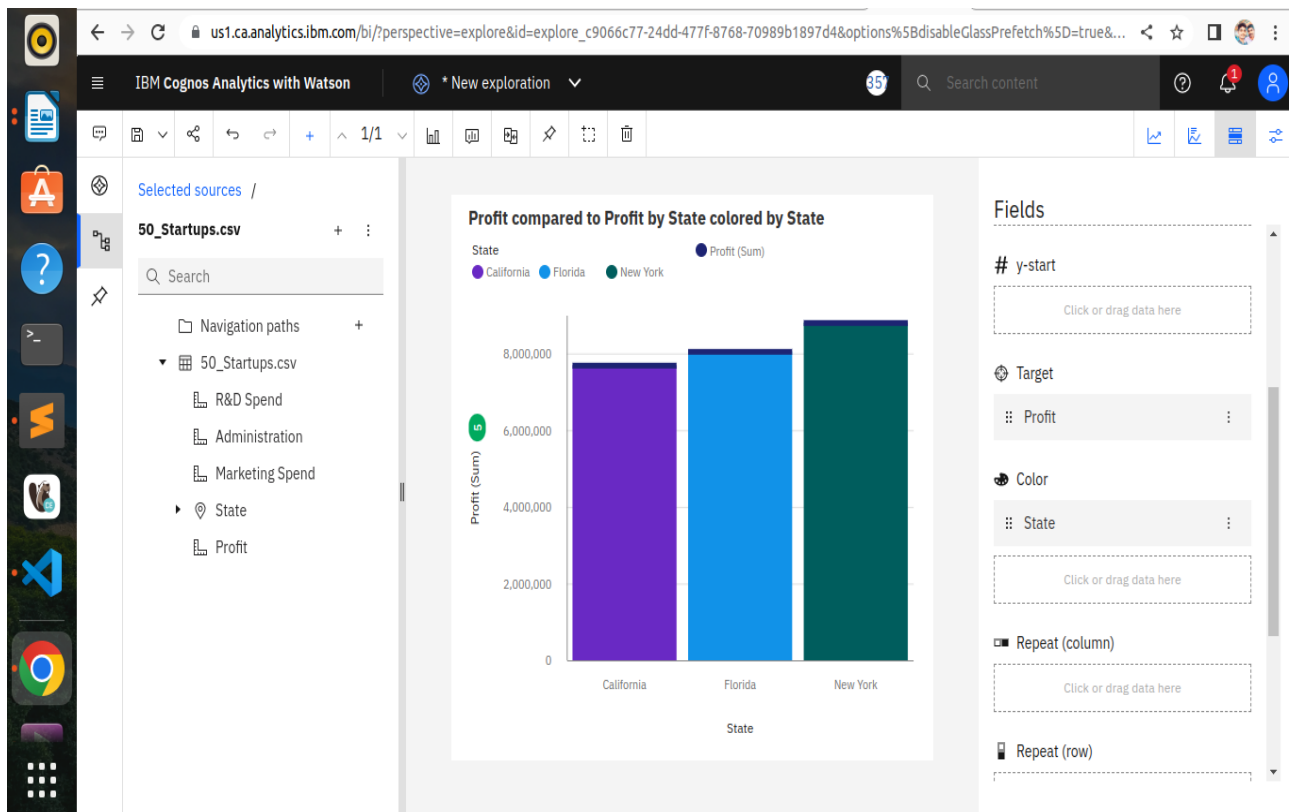 us1.ca.analytics.ibm.com/bi/?perspective=explore&id=explore_c9066c77-24dd-477f-8768-70989b1897d4&options%5BdisableGlassPrefetch%5D=true&...
IBM Cognos Analytics with Watson
* New exploration
357
Search content
1
1/1
Selected sources /
50_Startups.csv
Search
Navigation paths
50_Startups.csv
R&D Spend
Administration
Marketing Spend
State
Profit
Profit compared to Profit by State colored by State
State
Profit (Sum)
California
Florida
New York
8,000,000
6,000,000
4,000,000
2,000,000
0
5
Profit (Sum)
California
Florida
New York
State
Fields
# y-start
Click or drag data here
Target
Profit
Color
State
Click or drag data here
Repeat (column)
Click or drag data here
Repeat (row)